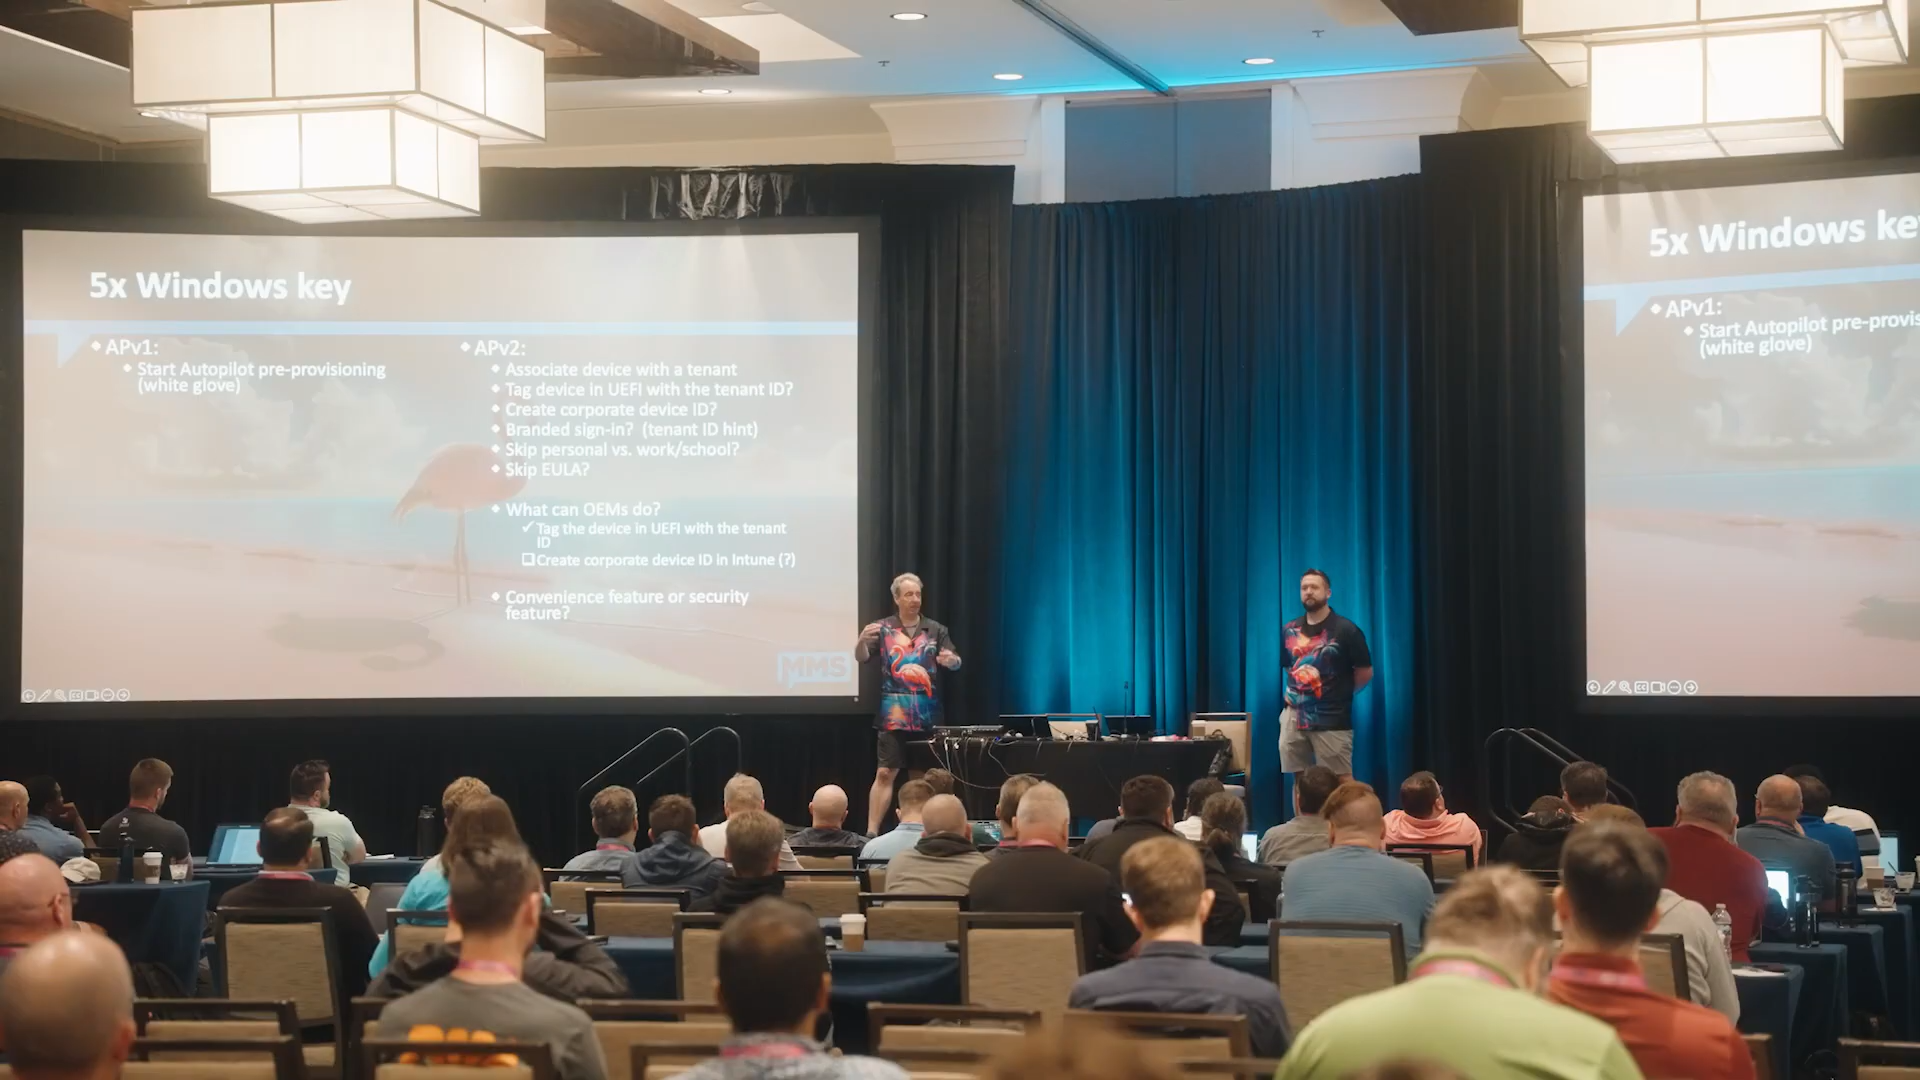 5x Windows key
APv1:
Start Autopilot pre-provisioning
(white glove)
APv2:
Associate device with a tenant
Tag device in UEFI with the tenant ID?
Create corporate device ID?
Branded sign-in? (tenant ID hint)
Skip personal vs. work/school?
Skip EULA?
What can OEMs do?
Tag the device in UEFI with the tenant
ID
Create corporate device ID in Intune (?)
Convenience feature or security
feature?
MMS
5x Windows ke
APv1:
Start Autopilot pre-provis
(white glove)